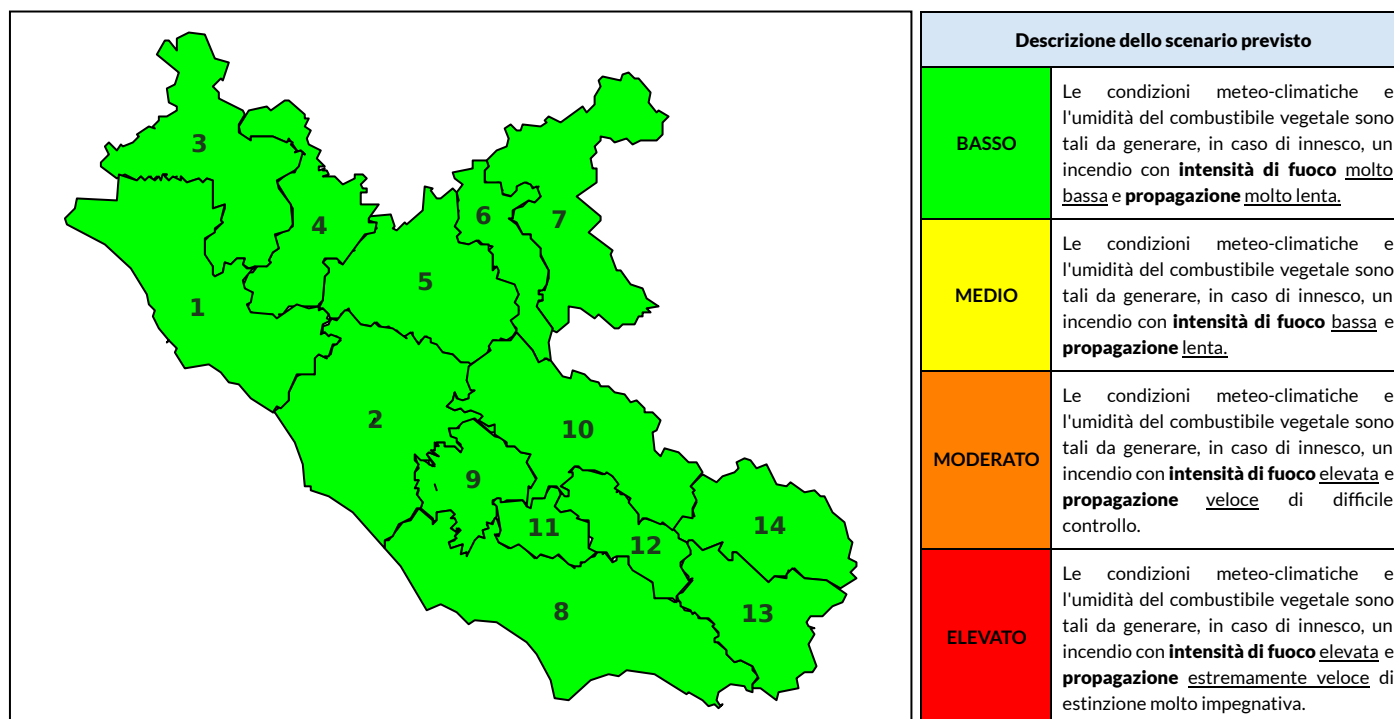 3
4
5
6
7
1
2
10
9
11
12
14
8
13
Descrizione dello scenario previsto
BASSO
Le condizioni meteo-climatiche e
l'umidità del combustibile vegetale sono
tali da generare, in caso di innesco, un
incendio con intensità di fuoco molto
bassa e propagazione molto lenta.
MEDIO
Le condizioni meteo-climatiche e
l'umidità del combustibile vegetale sono
tali da generare, in caso di innesco, un
incendio con intensità di fuoco bassa e
propagazione lenta.
MODERATO
Le condizioni meteo-climatiche e
l'umidità del combustibile vegetale sono
tali da generare, in caso di innesco, un
incendio con intensità di fuoco elevata e
propagazione veloce di difficile
controllo.
ELEVATO
Le condizioni meteo-climatiche e
l'umidità del combustibile vegetale sono
tali da generare, in caso di innesco, un
incendio con intensità di fuoco elevata e
propagazione estremamente veloce di
estinzione molto impegnativa.